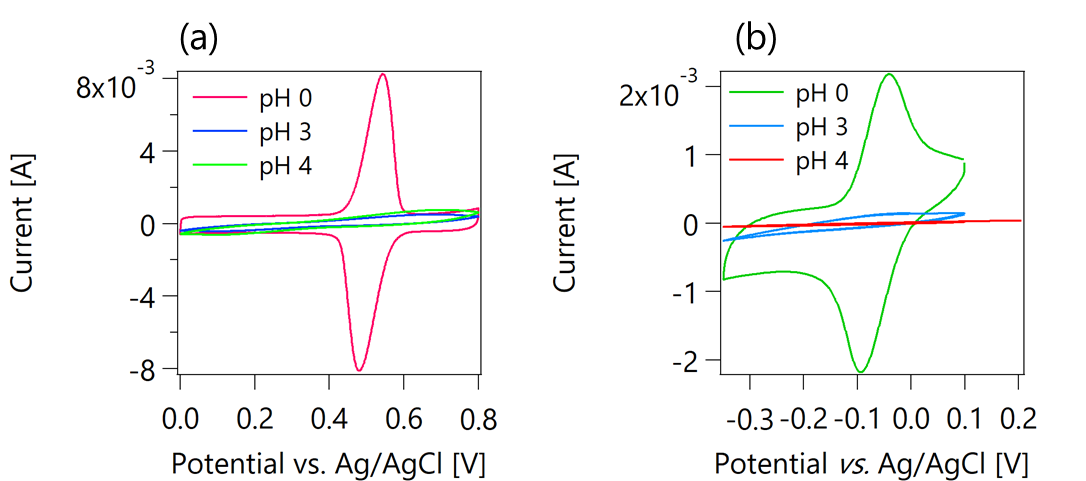 (a)
8x10-3
4
0
-4
-8
Current [A]
pH 0
pH 3
pH 4
0.0 0.2 0.4 0.6 0.8
Potential vs. Ag/AgCl [V]
(b)
2x10-3
1
0
-1
-2
Current [A]
pH 0
pH 3
pH 4
-0.3 -0.2 -0.1 0.0 0.1 0.2
Potential vs. Ag/AgCl [V]